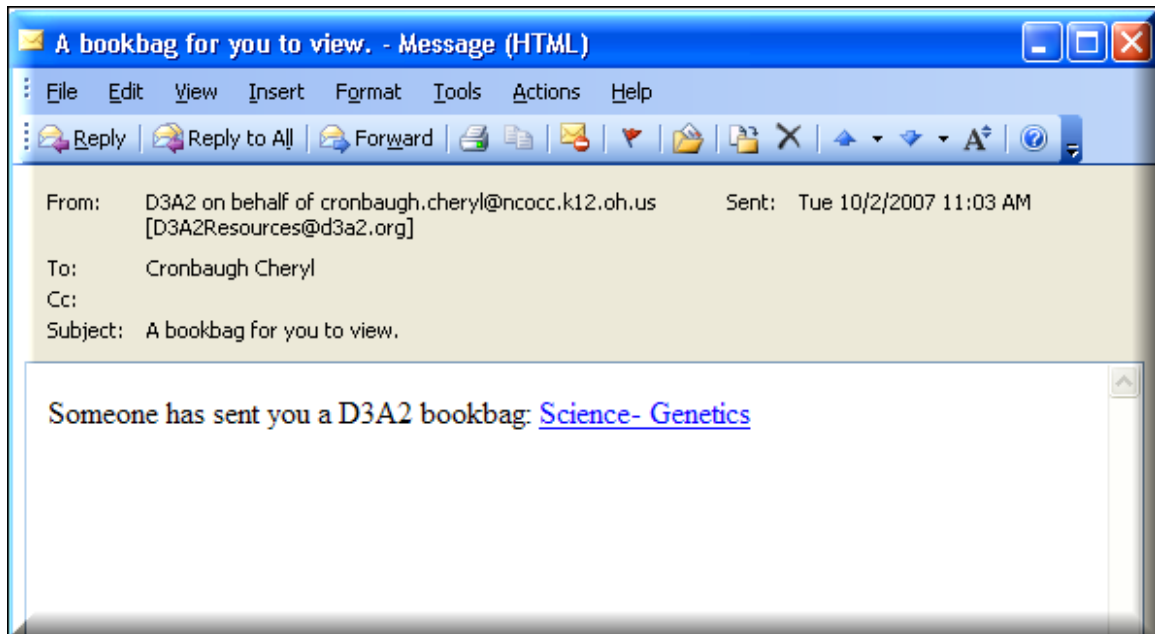 A bookbag for you to view. - Message (HTML)
File Edit View Insert Format Tools Actions Help
Reply Reply to All Forward
From: D3A2 on behalf of cronbaugh.cheryl@ncocc.k12.oh.us Sent: Tue 10/2/2007 11:03 AM
[D3A2Resources@d3a2.org]
To: Cronbaugh Cheryl
Cc:
Subject: A bookbag for you to view.
Someone has sent you a D3A2 bookbag: Science- Genetics